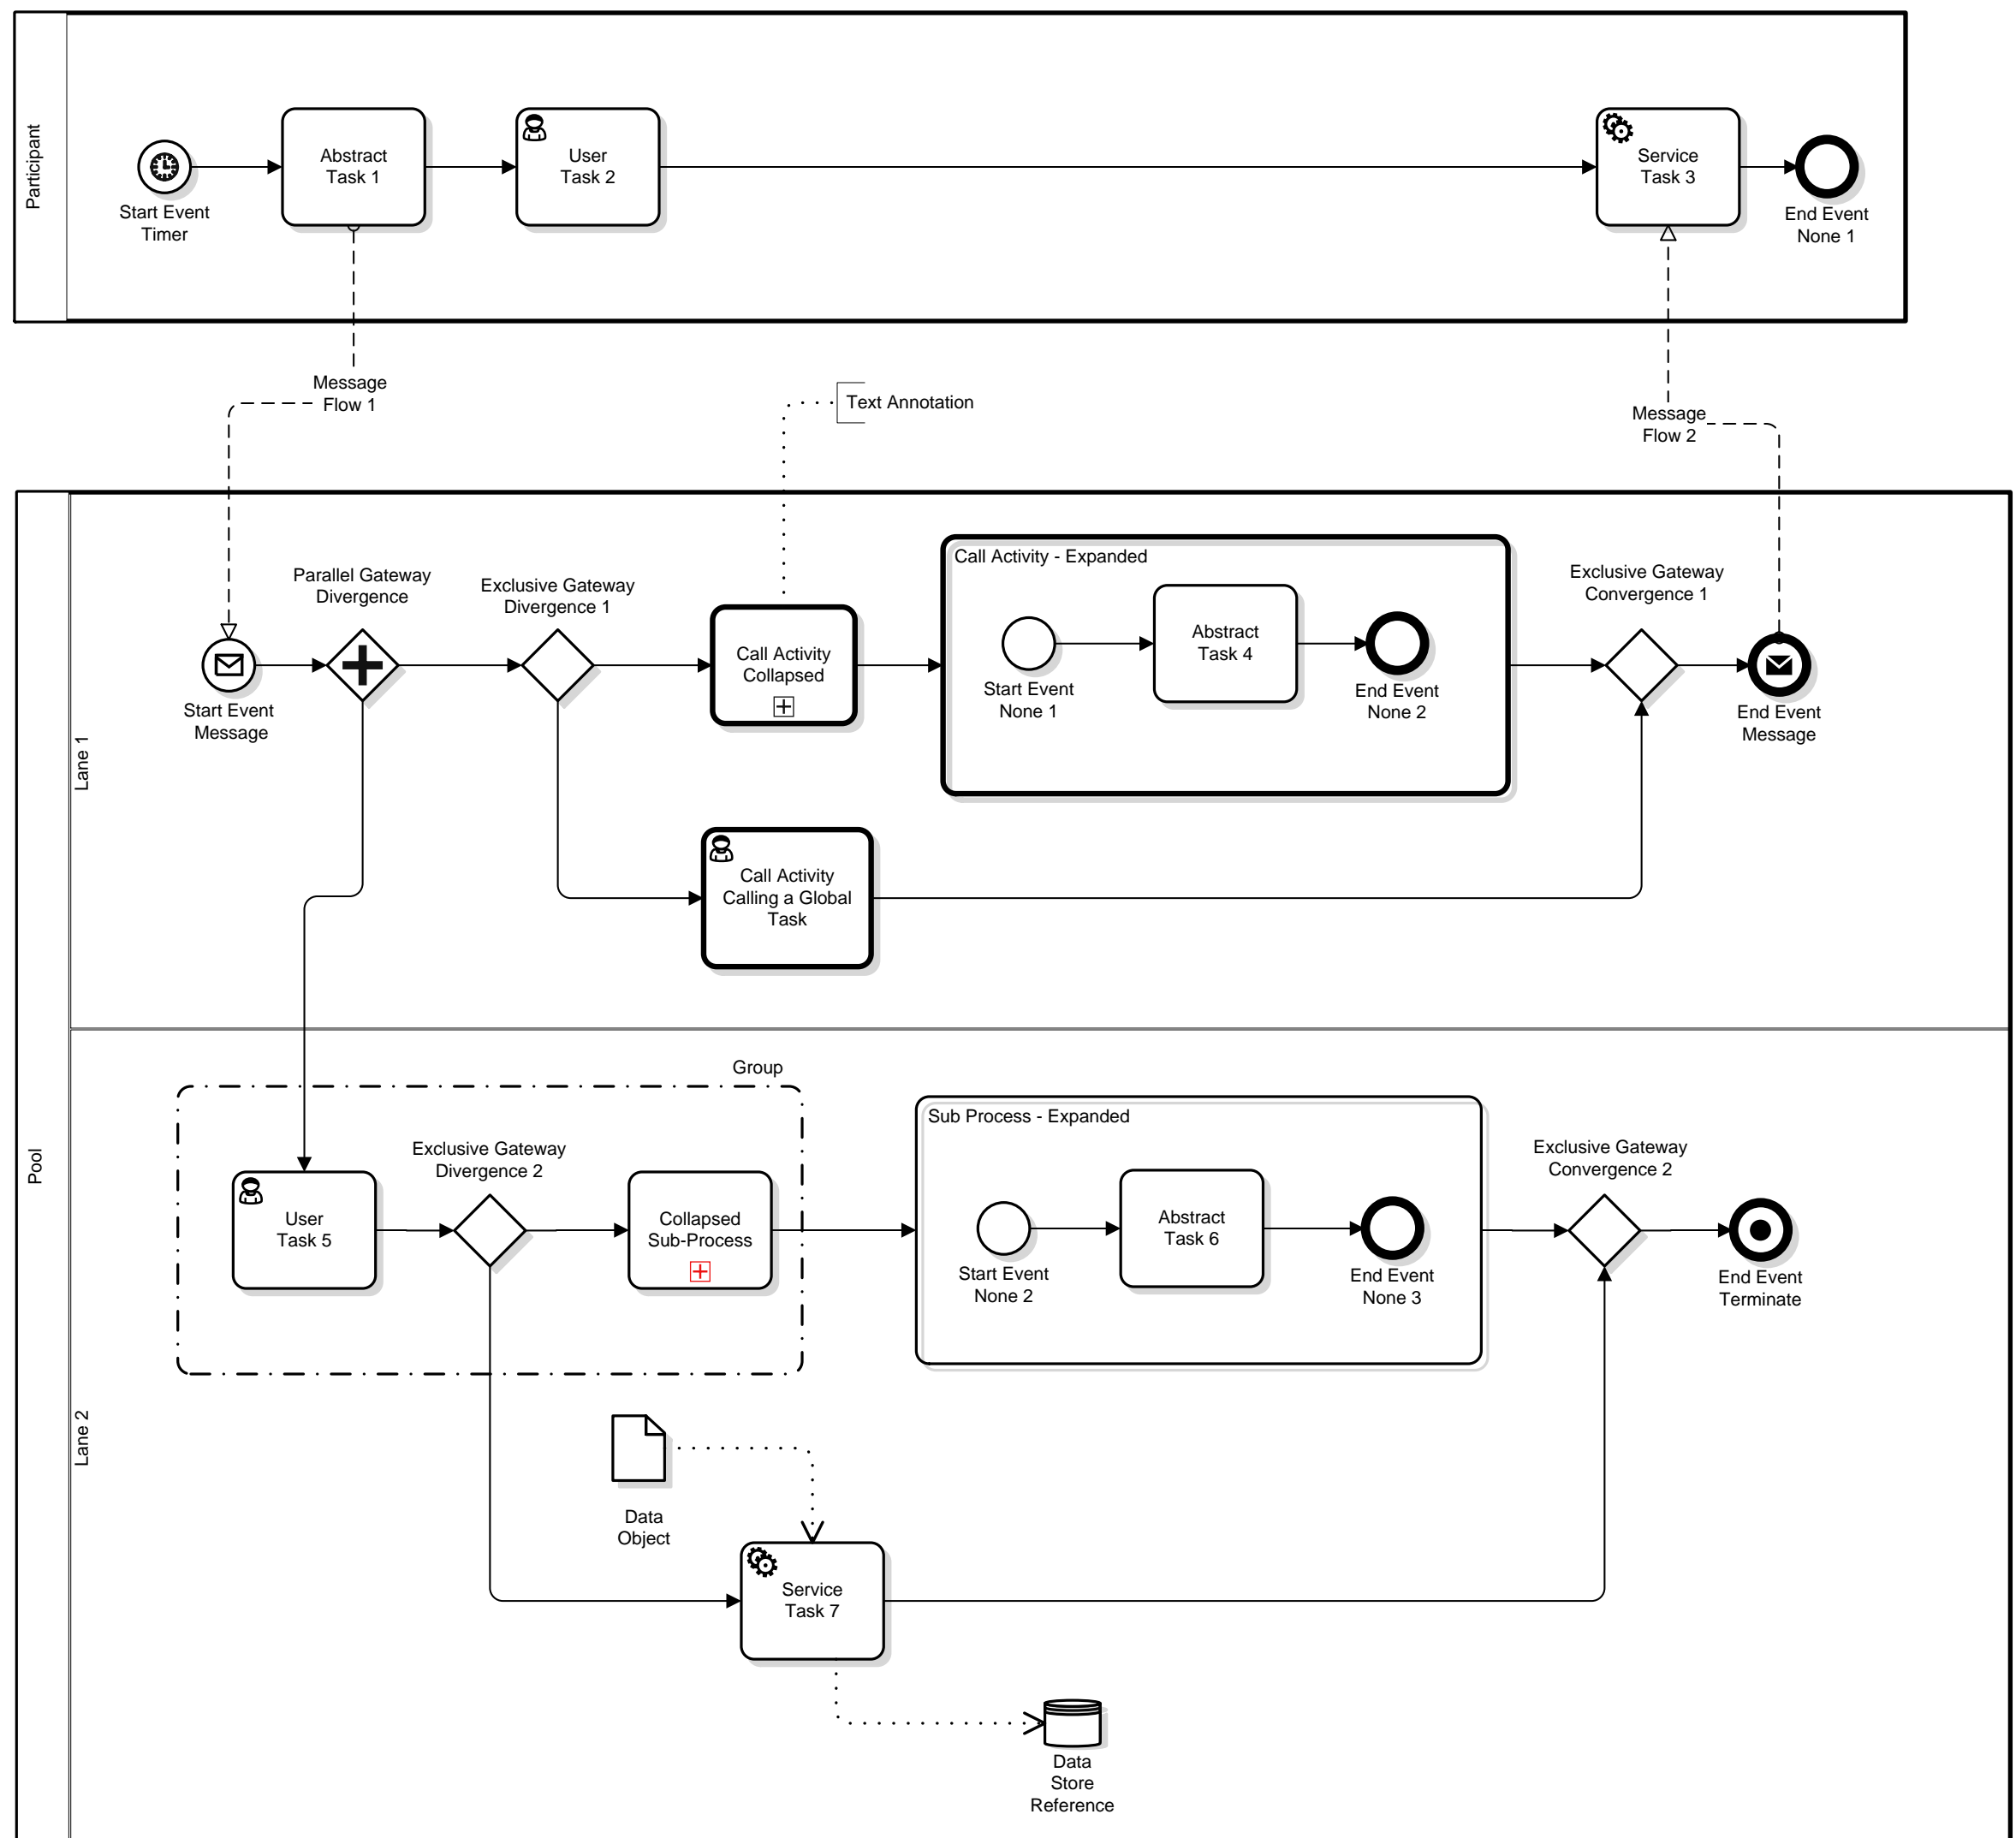 Participant
Start Event
Timer
Abstract
Task 1
User
Task 2
Service
Task 3
End Event
None 1
Message
Flow 1
Text Annotation
Message
Flow 2
Pool
Lane 1
Start Event
Message
Parallel Gateway
Divergence
Exclusive Gateway
Divergence 1
Call Activity
Collapsed
Call Activity - Expanded
Start Event
None 1
Abstract
Task 4
End Event
None 2
Exclusive Gateway
Convergence 1
End Event
Message
Call Activity
Calling a Global
Task
Lane 2
Group
User
Task 5
Exclusive Gateway
Divergence 2
Collapsed
Sub-Process
Sub Process - Expanded
Start Event
None 2
Abstract
Task 6
End Event
None 3
Exclusive Gateway
Convergence 2
End Event
Terminate
Data
Object
Service
Task 7
Data
Store
Reference